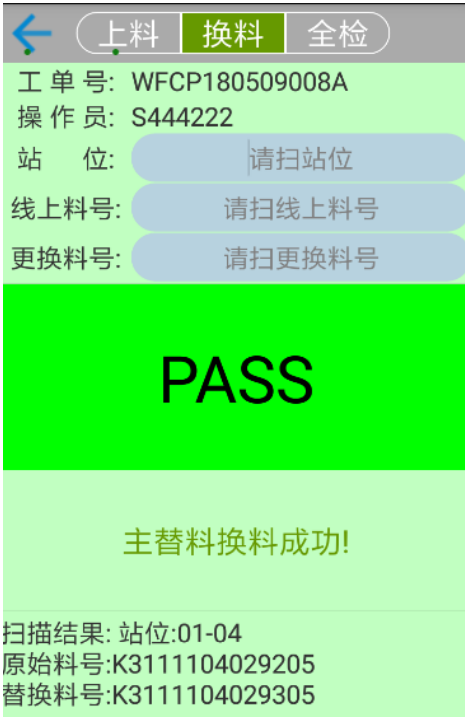 上料 换料 全检
工 单 号: WFCP180509008A
操 作 员: S444222
站 位: 请扫站位
线上料号: 请扫线上料号
更换料号: 请扫更换料号
PASS
主替料换料成功!
扫描结果: 站位:01-04
原始料号:K3111104029205
替换料号:K3111104029305